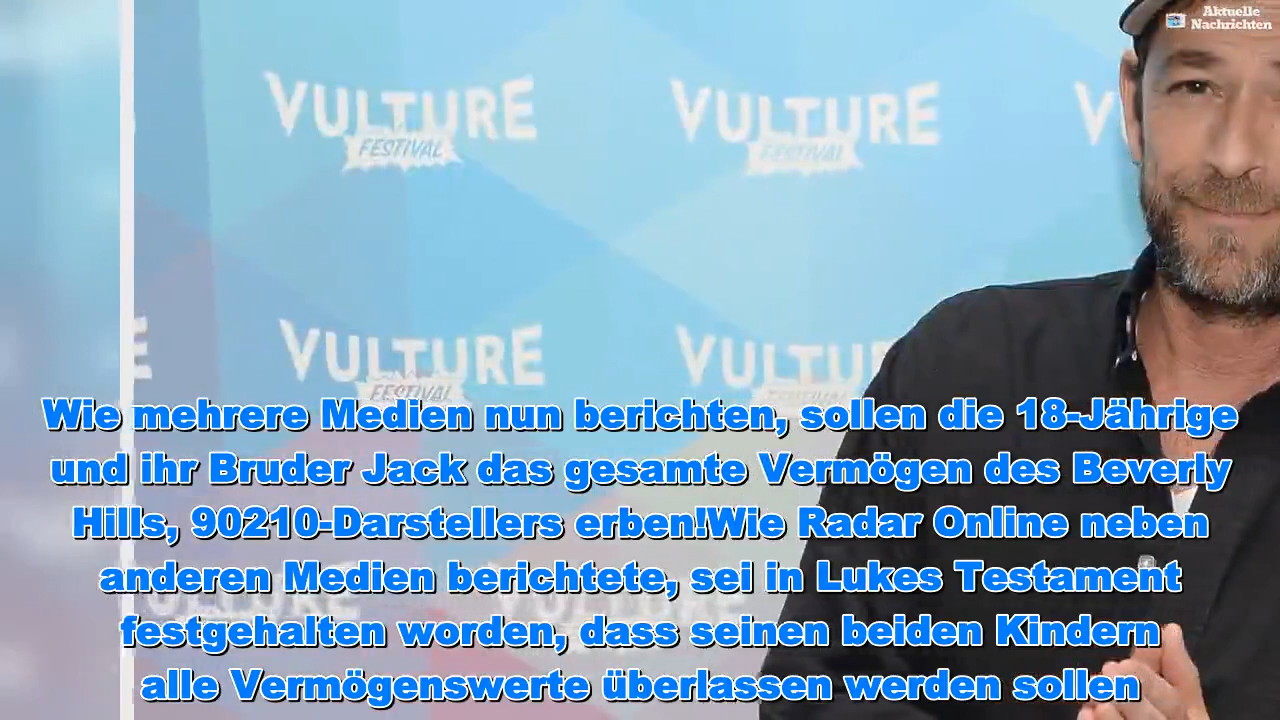 Aktuelle
Nachrichten
VULTURE
FESTIVAL
VULTURE
FESTIVAL
V
E
VULTURE
FESTIVAL
VULTURE
FESTIVAL
Wie mehrere Medien nun berichten, sollen die 18-Jährige
und ihr Bruder Jack das gesamte Vermögen des Beverly
Hills, 90210-Darstellers erben!Wie Radar Online neben
anderen Medien berichtete, sei in Lukes Testament
festgehalten worden, dass seinen beiden Kindern
alle Vermögenswerte überlassen werden sollen